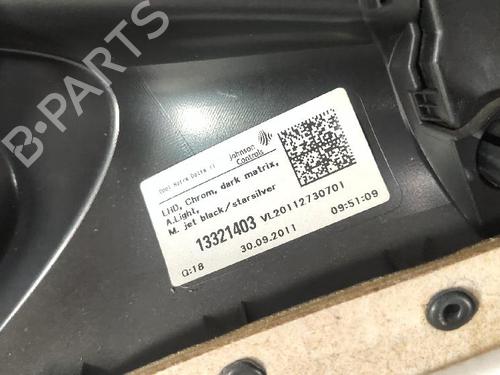 Johnson
Controls
LHD, Chrom, dark matrix,
A.Light,
M. jet black/starsilver
13321403 VL20112730701
30.09.2011
09:51:09
Q:18
B-PARTS